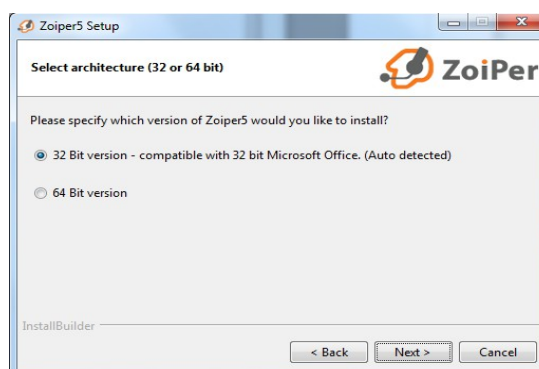 Zoiper5 Setup
Select architecture (32 or 64 bit)
ZoiPer
Please specify which version of Zoiper5 would you like to install?
32 Bit version - compatible with 32 bit Microsoft Office. (Auto detected)
64 Bit version
InstallBuilder
< Back Next > Cancel